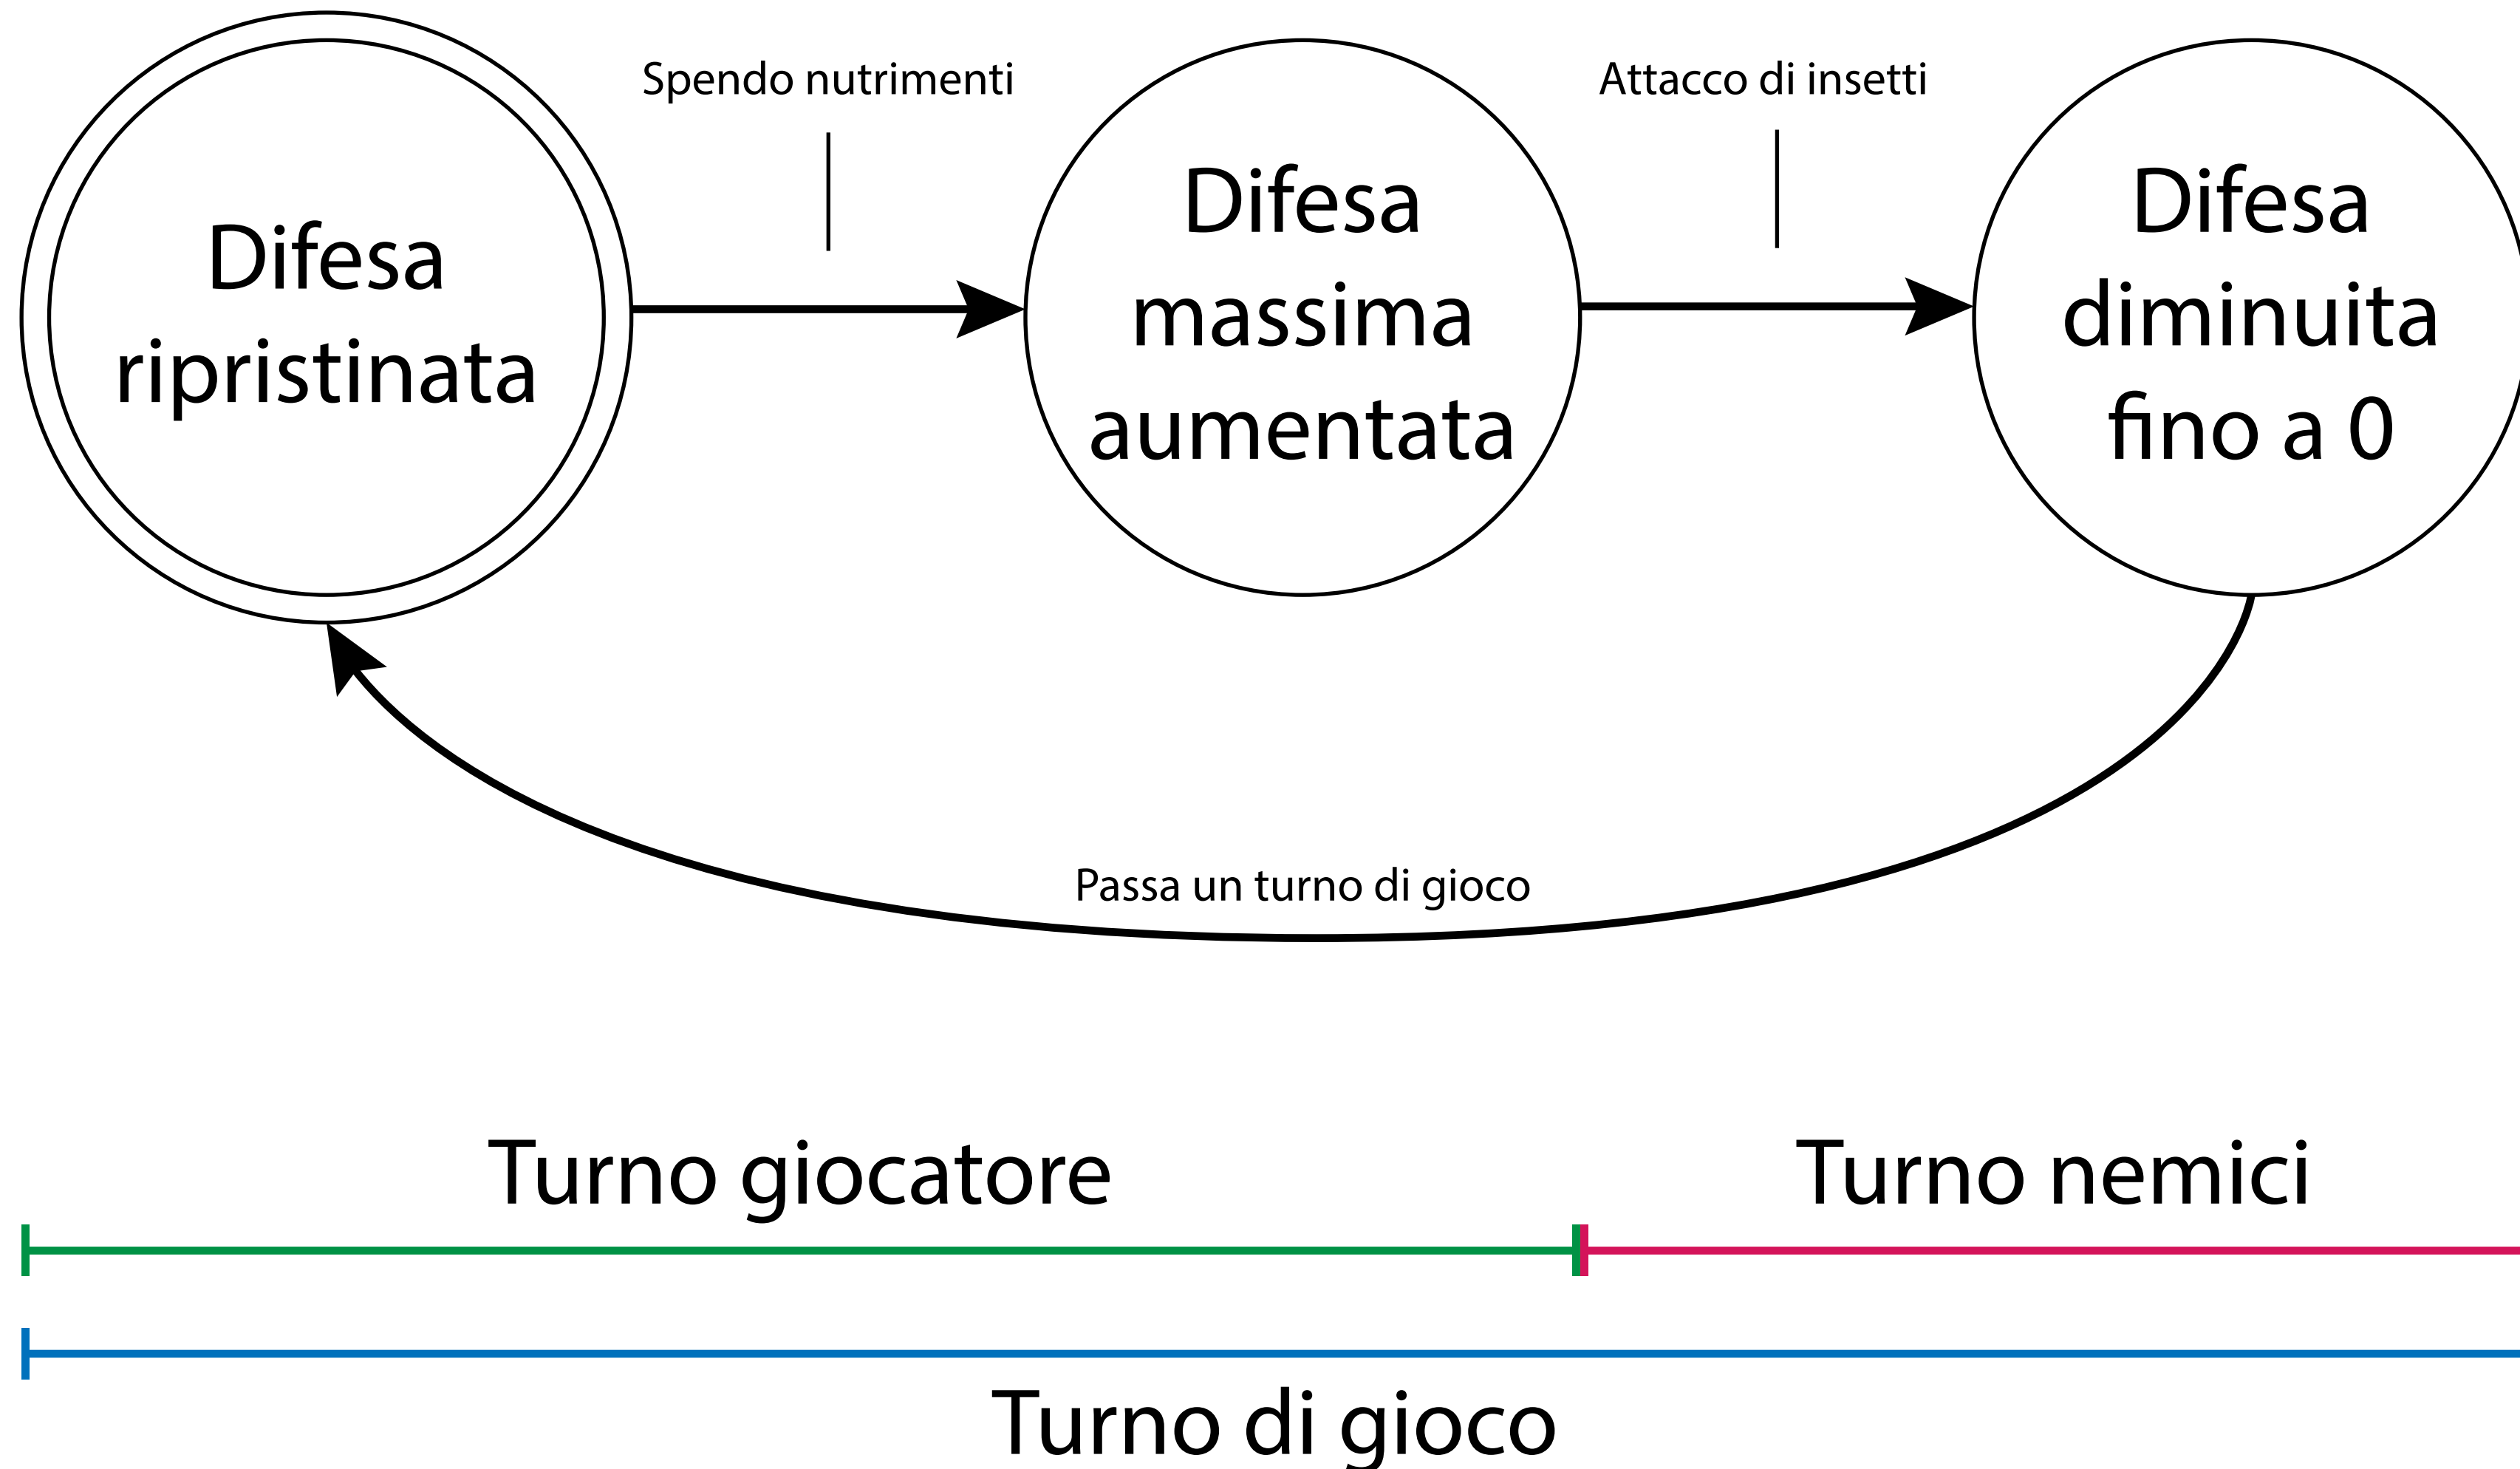 Spendo nutrimenti
Attacco di insetti
Difesa
ripristinata
Difesa
massima
aumentata
Difesa
diminuita
fino a 0
Passa un turno di gioco
Turno giocatore
Turno nemici
Turno di gioco